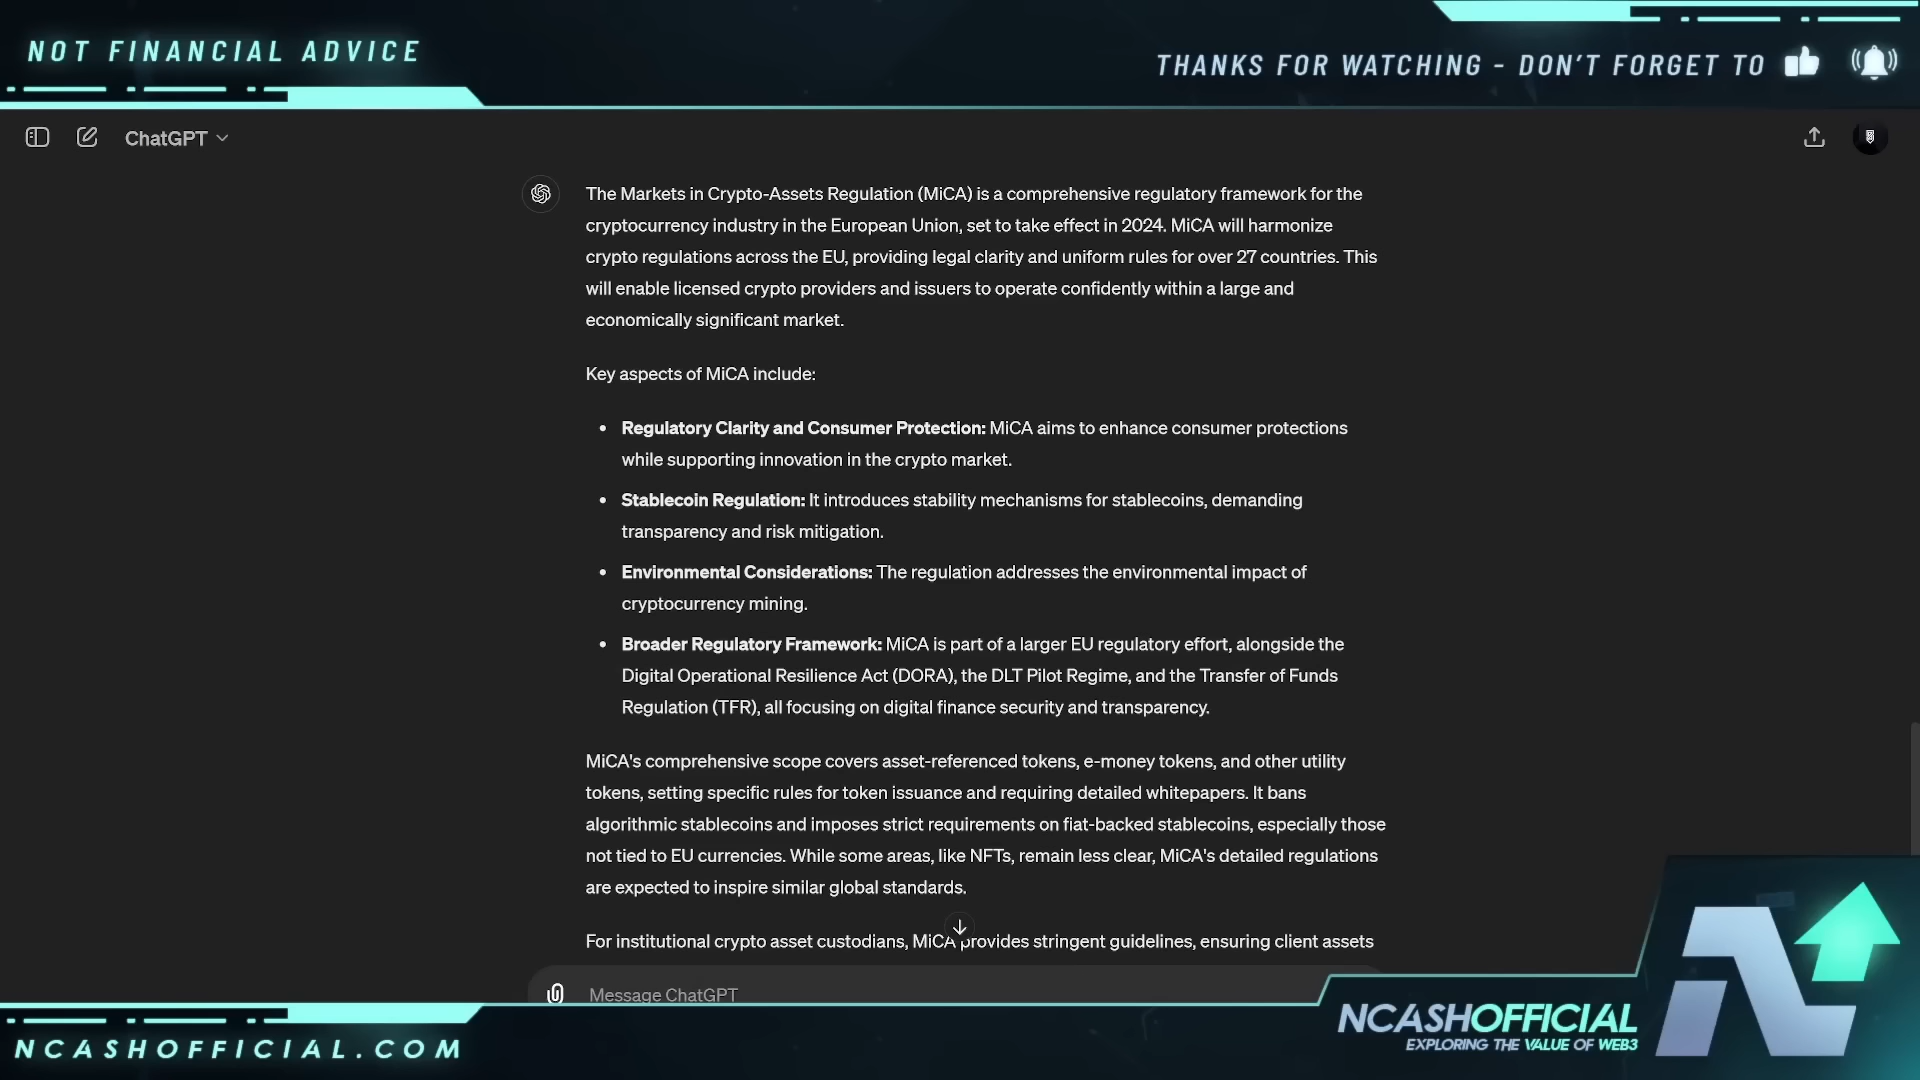 NOT FINANCIAL ADVICE
THANKS FOR WATCHING - DON'T FORGET TO
ChatGPT
The Markets in Crypto-Assets Regulation (MiCA) is a comprehensive regulatory framework for the
cryptocurrency industry in the European Union, set to take effect in 2024. MiCA will harmonize
crypto regulations across the EU, providing legal clarity and uniform rules for over 27 countries. This
will enable licensed crypto providers and issuers to operate confidently within a large and
economically significant market.
Key aspects of MiCA include:
• Regulatory Clarity and Consumer Protection: MiCA aims to enhance consumer protections
while supporting innovation in the crypto market.
• Stablecoin Regulation: It introduces stability mechanisms for stablecoins, demanding
transparency and risk mitigation.
• Environmental Considerations: The regulation addresses the environmental impact of
cryptocurrency mining.
• Broader Regulatory Framework: MiCA is part of a larger EU regulatory effort, alongside the
Digital Operational Resilience Act (DORA), the DLT Pilot Regime, and the Transfer of Funds
Regulation (TFR), all focusing on digital finance security and transparency.
MiCA's comprehensive scope covers asset-referenced tokens, e-money tokens, and other utility
tokens, setting specific rules for token issuance and requiring detailed whitepapers. It bans
algorithmic stablecoins and imposes strict requirements on fiat-backed stablecoins, especially those
not tied to EU currencies. While some areas, like NFTs, remain less clear, MiCA's detailed regulations
are expected to inspire similar global standards.
For institutional crypto asset custodians, MiCA provides stringent guidelines, ensuring client assets
Message ChatGPT
NCASHOFFICIAL
EXPLORING THE VALUE OF WEB3
NCASHOFFICIAL.COM